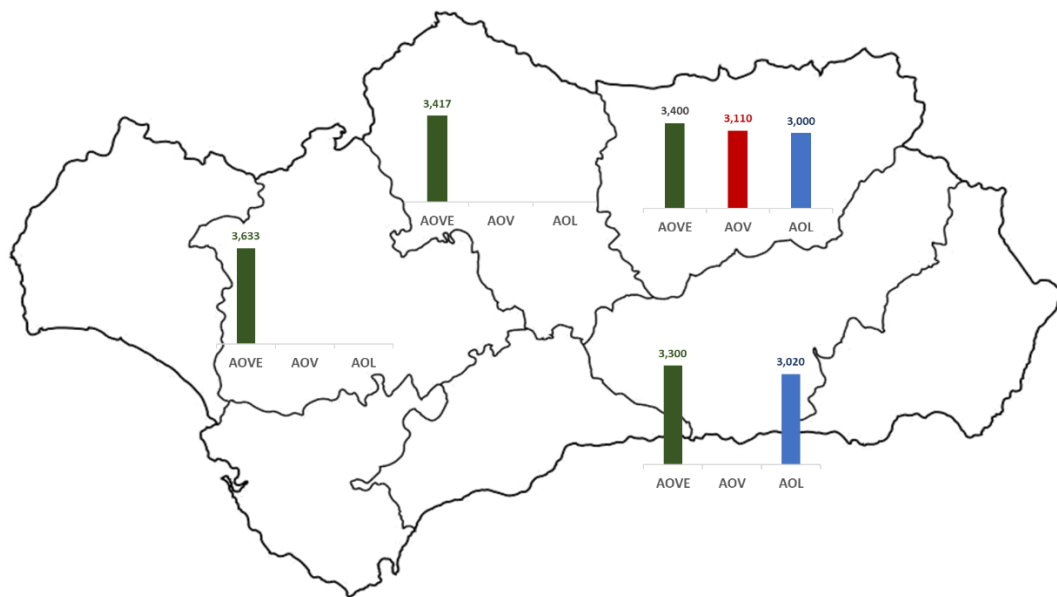 3,417
AOVE AOV AOL
3,400 3,110 3,000
AOVE AOV AOL
3,633
AOVE AOV AOL
3,300 3,020
AOVE AOV AOL